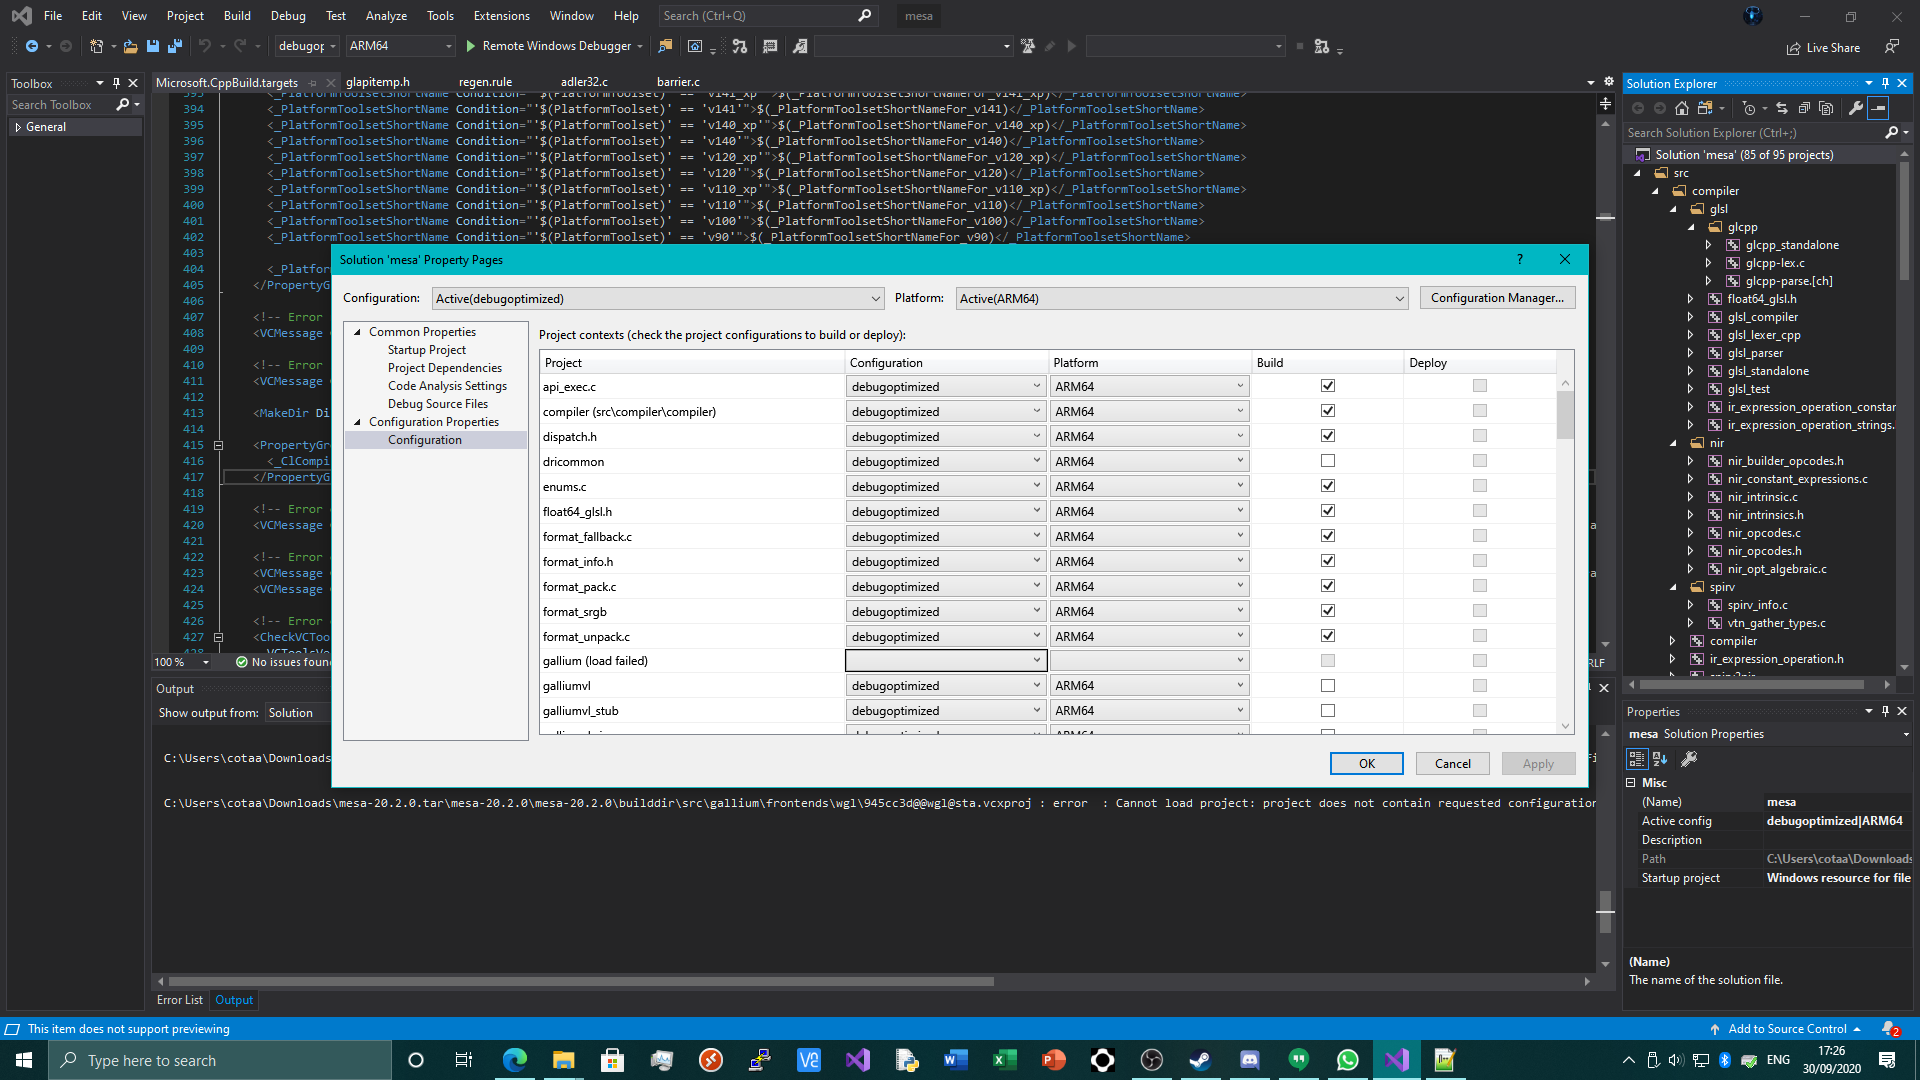 File Edit View Project Build Debug Test Analyze Tools Extensions Window Help Search (Ctrl+Q) mesa
debugop ARM64 Remote Windows Debugger Live Share
Toolbox
Search Toolbox
General
Microsoft.CppBuild.targets glapitemp.h regen.rule adler32.c barrier.c
393 <_PlatformToolsetShortName Condition="'$(PlatformToolset)' == 'v141_xp'">$(_PlatformToolsetShortNameFor_v141_xp)</_PlatformToolsetShortName>
394 <_PlatformToolsetShortName Condition="'$(PlatformToolset)' == 'v141'">$(_PlatformToolsetShortNameFor_v141)</_PlatformToolsetShortName>
395 <_PlatformToolsetShortName Condition="'$(PlatformToolset)' == 'v140_xp'">$(_PlatformToolsetShortNameFor_v140_xp)</_PlatformToolsetShortName>
396 <_PlatformToolsetShortName Condition="'$(PlatformToolset)' == 'v140'">$(_PlatformToolsetShortNameFor_v140)</_PlatformToolsetShortName>
397 <_PlatformToolsetShortName Condition="'$(PlatformToolset)' == 'v120_xp'">$(_PlatformToolsetShortNameFor_v120_xp)</_PlatformToolsetShortName>
398 <_PlatformToolsetShortName Condition="'$(PlatformToolset)' == 'v120'">$(_PlatformToolsetShortNameFor_v120)</_PlatformToolsetShortName>
399 <_PlatformToolsetShortName Condition="'$(PlatformToolset)' == 'v110_xp'">$(_PlatformToolsetShortNameFor_v110_xp)</_PlatformToolsetShortName>
400 <_PlatformToolsetShortName Condition="'$(PlatformToolset)' == 'v110'">$(_PlatformToolsetShortNameFor_v110)</_PlatformToolsetShortName>
401 <_PlatformToolsetShortName Condition="'$(PlatformToolset)' == 'v100'">$(_PlatformToolsetShortNameFor_v100)</_PlatformToolsetShortName>
402 <_PlatformToolsetShortName Condition="'$(PlatformToolset)' == 'v90'">$(_PlatformToolsetShortNameFor_v90)</_PlatformToolsetShortName>
403
404 <_Platfor
405 </PropertyG
406
407 <!-- Error
408 <VCMessage
409
410 <!-- Error
411 <VCMessage
412
413 <MakeDir Di
414
415 <PropertyGr
416 <_ClCompi
417 </PropertyG
418
419 <!-- Error
420 <VCMessage
421
422 <!-- Error
423 <VCMessage
424 <VCMessage
425
426 <!-- Error
427 <CheckVCToo
428 VCToolsVe
100 % No issues foun RLF
Solution 'mesa' Property Pages ?
Configuration: Active(debugoptimized) Platform: Active(ARM64) Configuration Manager...
Common Properties
Startup Project
Project Dependencies
Code Analysis Settings
Debug Source Files
Configuration Properties
Configuration
Project contexts (check the project configurations to build or deploy):
Project Configuration Platform Build Deploy
api_exec.c debugoptimized ARM64
compiler (src\compiler\compiler) debugoptimized ARM64
dispatch.h debugoptimized ARM64
dricommon debugoptimized ARM64
enums.c debugoptimized ARM64
float64_glsl.h debugoptimized ARM64
format_fallback.c debugoptimized ARM64
format_info.h debugoptimized ARM64
format_pack.c debugoptimized ARM64
format_srgb debugoptimized ARM64
format_unpack.c debugoptimized ARM64
gallium (load failed)
galliumvl debugoptimized ARM64
galliumvl_stub debugoptimized ARM64
OK Cancel Apply
Output
Show output from: Solution
C:\Users\cotaa\Downloads
C:\Users\cotaa\Downloads\mesa-20.2.0.tar\mesa-20.2.0\mesa-20.2.0\builddir\src\gallium\frontends\wgl\945cc3d@@wgl@sta.vcxproj : error : Cannot load project: project does not contain requested configuration
Error List Output
Solution Explorer
Search Solution Explorer (Ctrl+;)
Solution 'mesa' (85 of 95 projects)
src
compiler
glsl
glcpp
glcpp_standalone
glcpp-lex.c
glcpp-parse.[ch]
float64_glsl.h
glsl_compiler
glsl_lexer_cpp
glsl_parser
glsl_standalone
glsl_test
ir_expression_operation_constar
ir_expression_operation_strings.
nir
nir_builder_opcodes.h
nir_constant_expressions.c
nir_intrinsic.c
nir_intrinsics.h
nir_opcodes.c
nir_opcodes.h
nir_opt_algebraic.c
spirv
spirv_info.c
vtn_gather_types.c
compiler
ir_expression_operation.h
spirv2nir
Properties
mesa Solution Properties
Misc
(Name) mesa
Active config debugoptimized|ARM64
Description
Path C:\Users\cotaa\Downloads
Startup project Windows resource for file
(Name)
The name of the solution file.
This item does not support previewing Add to Source Control 2
Type here to search
ENG 17:26
30/09/2020